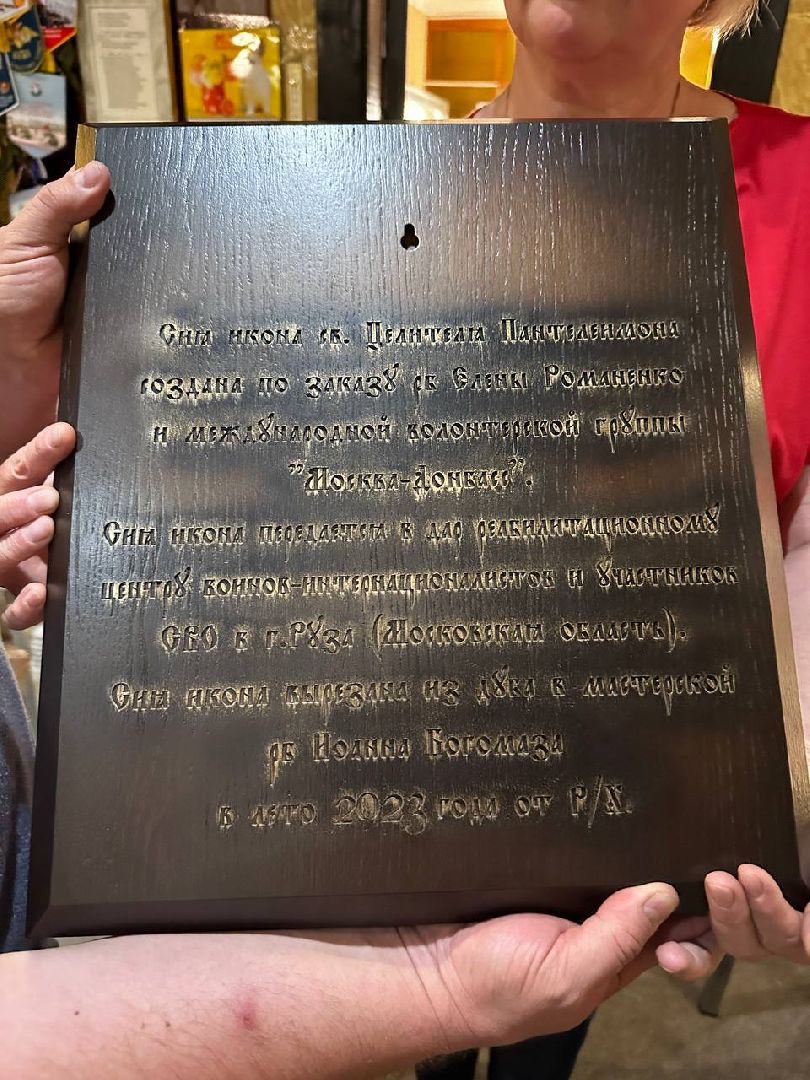 Сия икона св. Целителя Пантелеимона
создана по заказу рб Елены Романенко
и международной волонтерской группы
"Москва-Донбасс".
Сия икона передается в дар реабилитационному
центру воинов-интернационалистов и участников
СВО в г.Руза (Московская область).
Сия икона вырезана из дуба в мастерской
рб Иоанна Богомаза
в лето 2023 года от Р/Х.